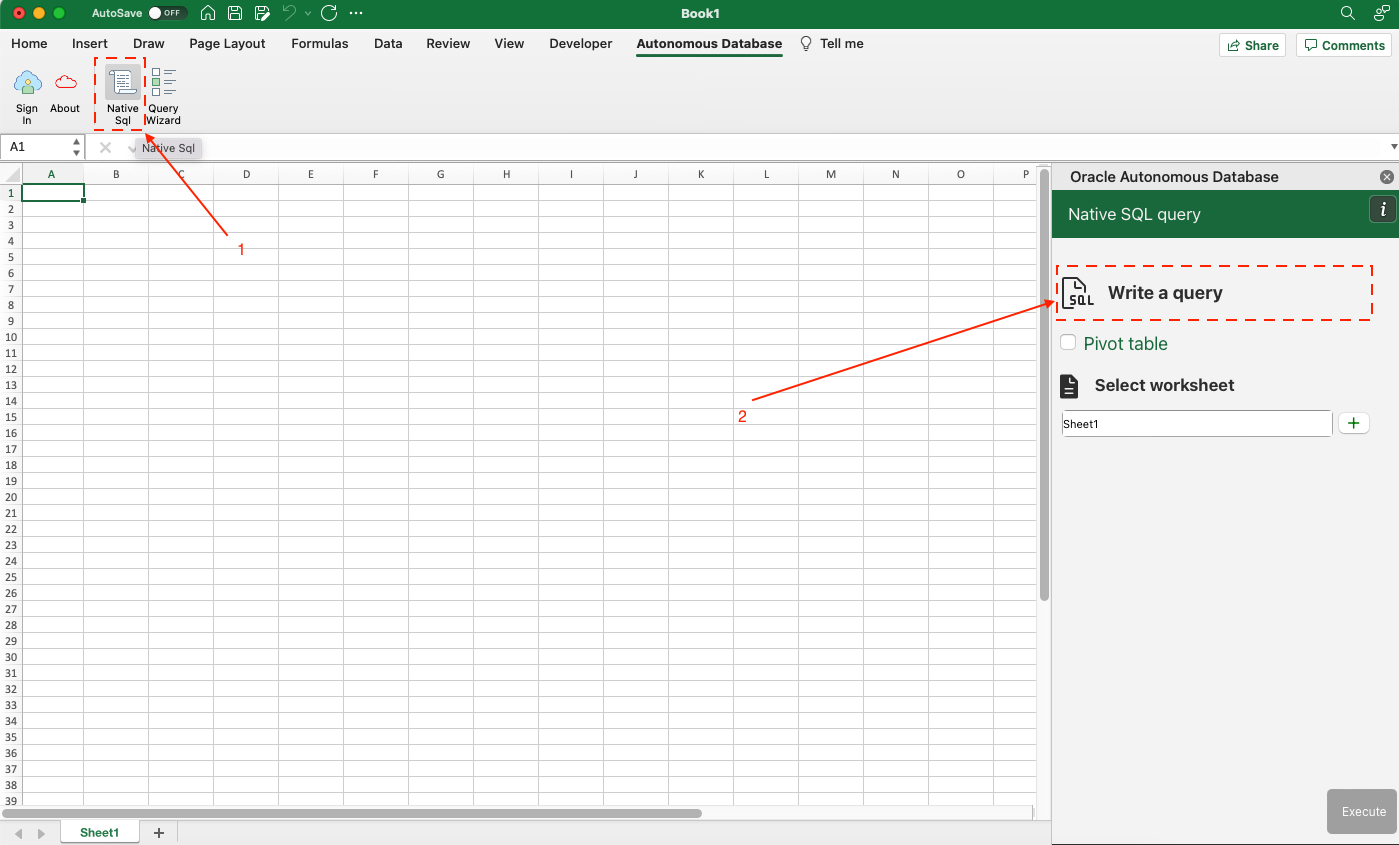 AutoSave OFF Book1
Home Insert Draw Page Layout Formulas Data Review View Developer Autonomous Database Tell me Share Comments
Sign In
About
Native Sql
Query Wizard
A1
Native Sql
A B C D E F G H I J K L M N O P
1
2
3
4
5
6
7
8
9
10
11
12
13
14
15
16
17
18
19
20
21
22
23
24
25
26
27
28
29
30
31
32
33
34
35
36
37
38
39
1
2
Oracle Autonomous Database
Native SQL query
i
SQL
Write a query
Pivot table
Select worksheet
Sheet1
Execute
Sheet1